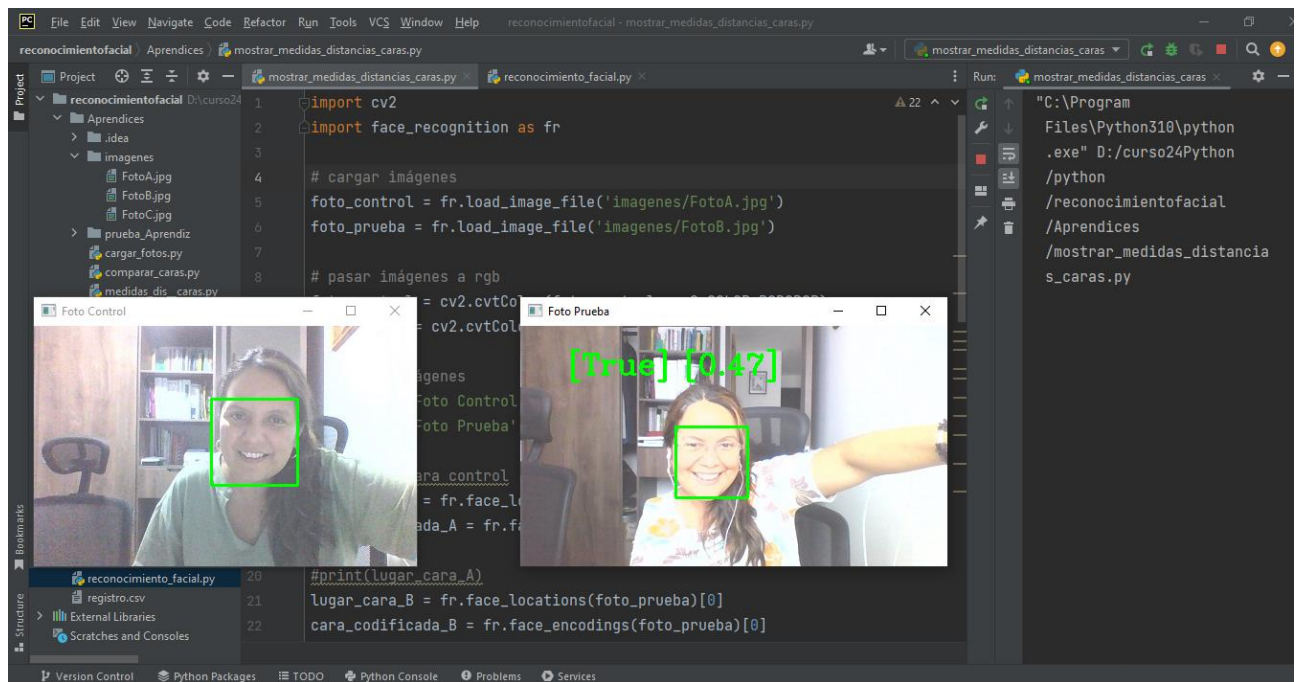 PC File Edit View Navigate Code Refactor Run Tools VCS Window Help reconocimientofacial - mostrar_medidas_distancias_caras.py
reconocimientofacial Aprendices mostrar_medidas_distancias_caras.py mostrar_medidas_distancias_caras
Project mostrar_medidas_distancias_caras.py reconocimiento_facial.py Run: mostrar_medidas_distancias_caras
Project
reconocimientofacial D:\curso24
Aprendices
.idea
imagenes
FotoA.jpg
FotoB.jpg
FotoC.jpg
prueba_Aprendiz
cargar_fotos.py
comparar_caras.py
medidas_dis_caras.py
1 import cv2
2 import face_recognition as fr
3
4 # cargar imágenes
5 foto_control = fr.load_image_file('imagenes/FotoA.jpg')
6 foto_prueba = fr.load_image_file('imagenes/FotoB.jpg')
7
8 # pasar imágenes a rgb
22
= cv2.cvtColo
= cv2.cvtColo
ágenes
Foto Control
Foto Prueba'
ara control
= fr.face_lo
ada_A = fr.fa
Foto Control
Foto Prueba
[True] [0.47]
reconocimiento_facial.py
registro.csv
External Libraries
Scratches and Consoles
20 #print(lugar_cara_A)
21 lugar_cara_B = fr.face_locations(foto_prueba)[0]
22 cara_codificada_B = fr.face_encodings(foto_prueba)[0]
"C:\Program
Files\Python310\python
.exe" D:/curso24Python
/python
/reconocimientofacial
/Aprendices
/mostrar_medidas_distancia
s_caras.py
Bookmarks
Structure
Version Control Python Packages TODO Python Console Problems Services